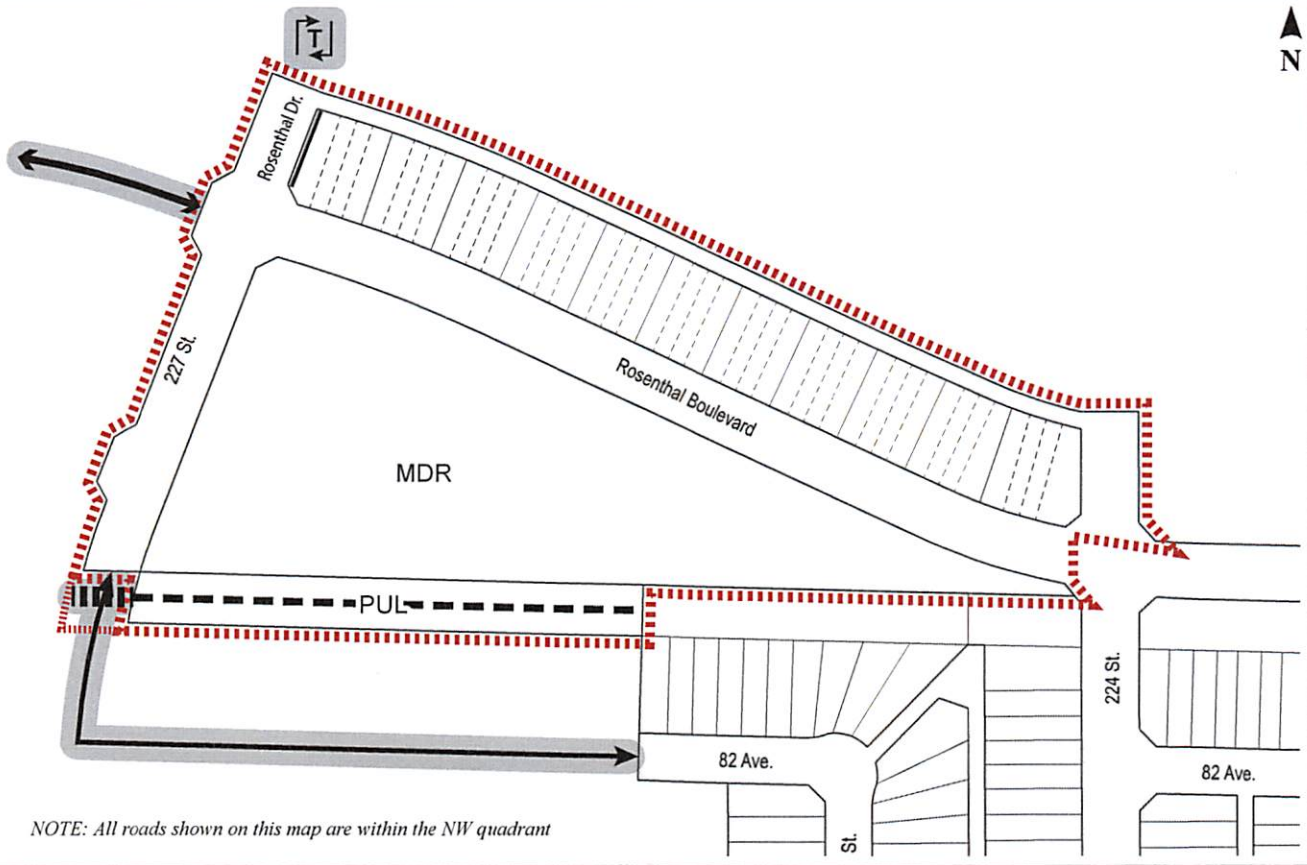 T
N
Rosenthal Dr.
227 St.
Rosenthal Boulevard
MDR
PUL
224 St.
82 Ave.
82 Ave.
St.
NOTE: All roads shown on this map are within the NW quadrant